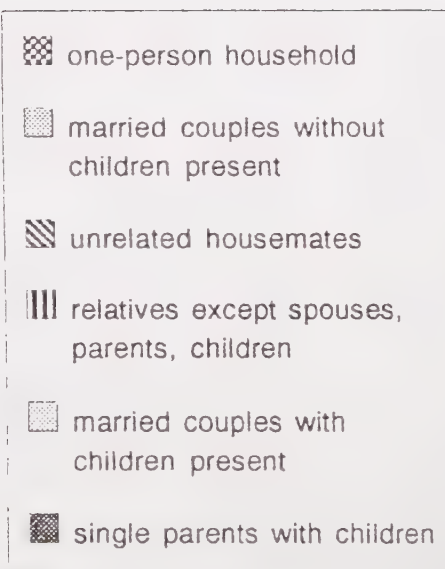 one-person household
married couples without
children present
unrelated housemates
relatives except spouses,
parents, children
married couples with
children present
single parents with children